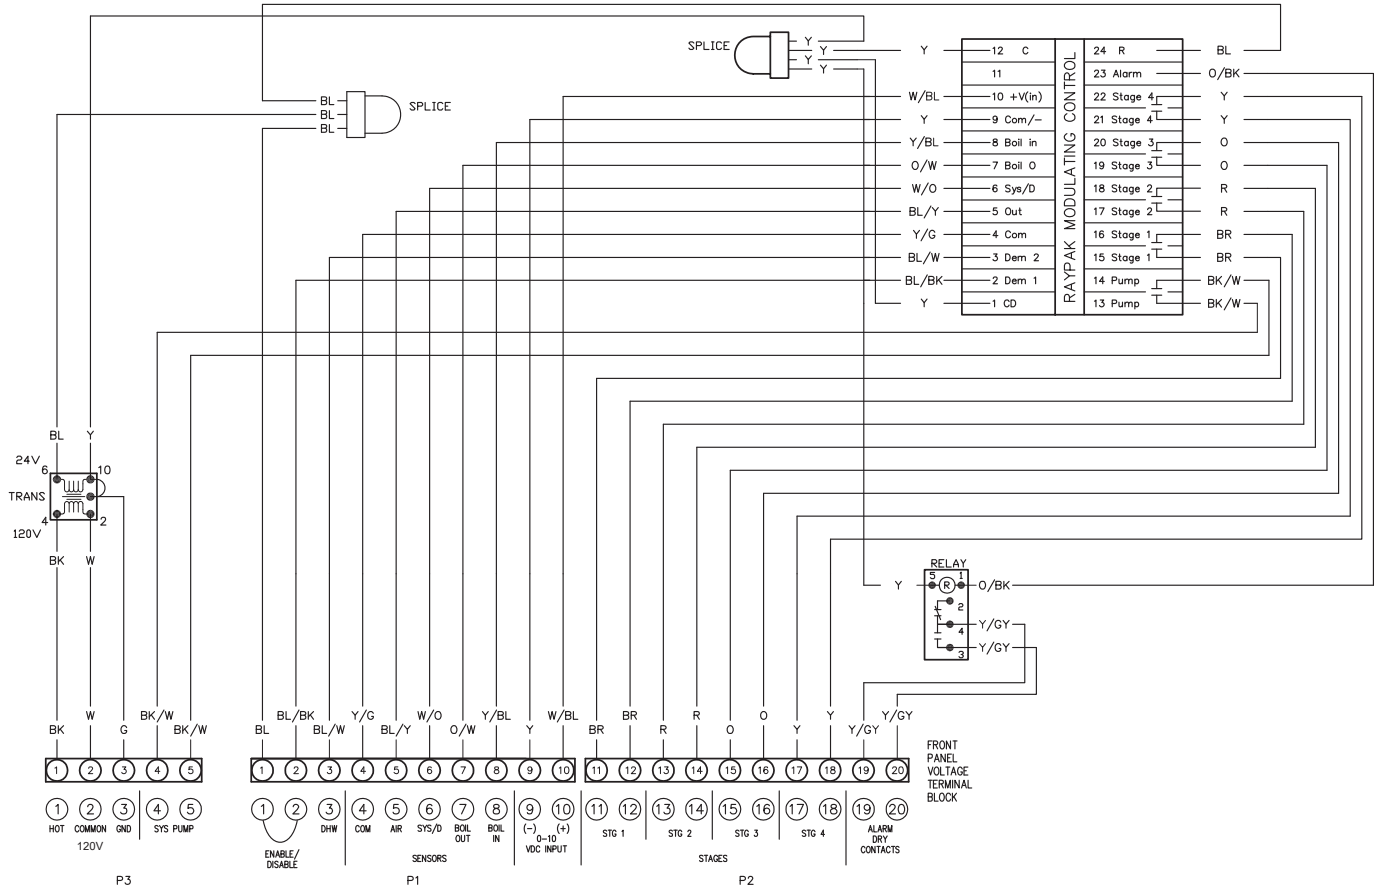 SPLICE
Y
Y
Y
Y
BL
BL
BL
SPLICE
Y
W/BL
Y
Y/BL
O/W
W/O
BL/Y
Y/G
BL/W
BL/BK
Y
12 C
11
10 +V(in)
9 Com/-
8 Boil in
7 Boil O
6 Sys/D
5 Out
4 Com
3 Dem 2
2 Dem 1
1 CD
RAYPAK MODULATING CONTROL
24 R
23 Alarm
22 Stage 4
21 Stage 4
20 Stage 3
19 Stage 3
18 Stage 2
17 Stage 2
16 Stage 1
15 Stage 1
14 Pump
13 Pump
BL
O/BK
Y
Y
O
O
R
R
BR
BR
BK/W
BK/W
BL Y
24V
6 10
TRANS
4 2
120V
BK W
RELAY
Y 5 R 1 O/BK
2
4 Y/GY
3 Y/GY
BK W G BK/W BK/W
BL BL/BK BL/W Y/G BL/Y W/O O/W Y/BL Y W/BL
BR BR R R O O Y Y Y/GY Y/GY
1 2 3 4 5
1 2 3 4 5 6 7 8 9 10
11 12 13 14 15 16 17 18 19 20
FRONT
PANEL
VOLTAGE
TERMINAL
BLOCK
1 2 3 4 5
HOT COMMON GND SYS PUMP
120V
P3
1 2 3 4 5 6 7 8 9 10
ENABLE/
DISABLE
DHW COM AIR SYS/D
BOIL
OUT
BOIL
IN
SENSORS
(-) (+)
0-10
VDC INPUT
P1
11 12 13 14 15 16 17 18 19 20
STG 1 STG 2 STG 3 STG 4
ALARM
DRY
CONTACTS
STAGES
P2